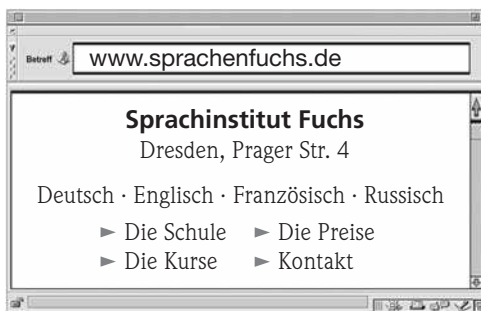 Betreff www.sprachenfuchs.de
Sprachinstitut Fuchs
Dresden, Prager Str. 4
Deutsch · Englisch · Französisch · Russisch
► Die Schule ► Die Preise
► Die Kurse ► Kontakt